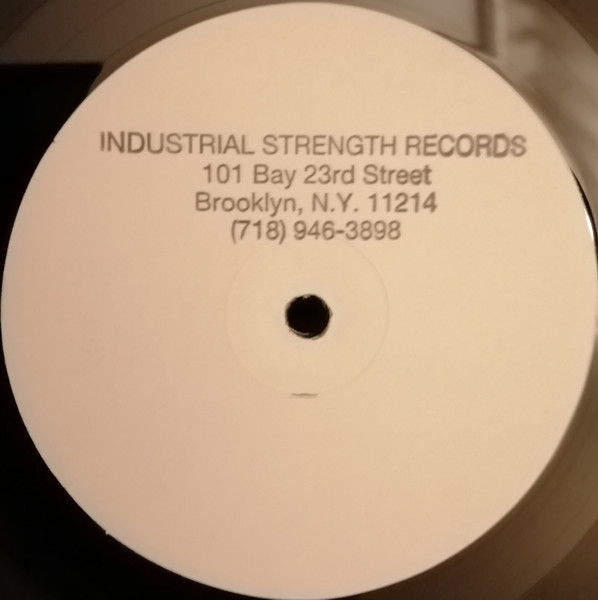 INDUSTRIAL STRENGTH RECORDS
101 Bay 23rd Street
Brooklyn, N.Y. 11214
(718) 946-3898